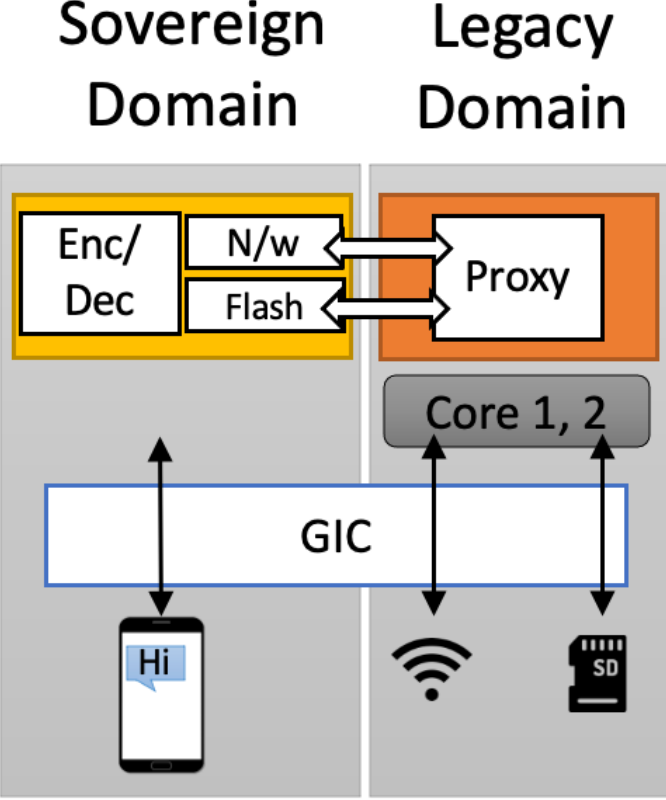 Sovereign
Domain
Legacy
Domain
Enc/
Dec
N/w
Flash
Proxy
Core 1, 2
GIC
Hi
SD